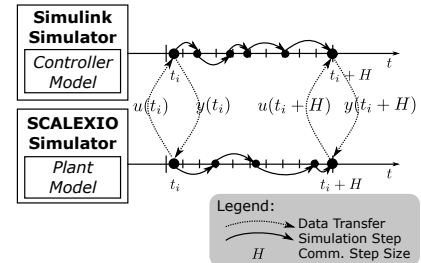 Simulink
Simulator
Controller
Model
t_i
t_i + H
t
u(t_i)
y(t_i)
u(t_i + H)
y(t_i + H)
SCALEXIO
Simulator
Plant
Model
t_i
t_i + H
t
Legend:
Data Transfer
Simulation Step
H Comm. Step Size